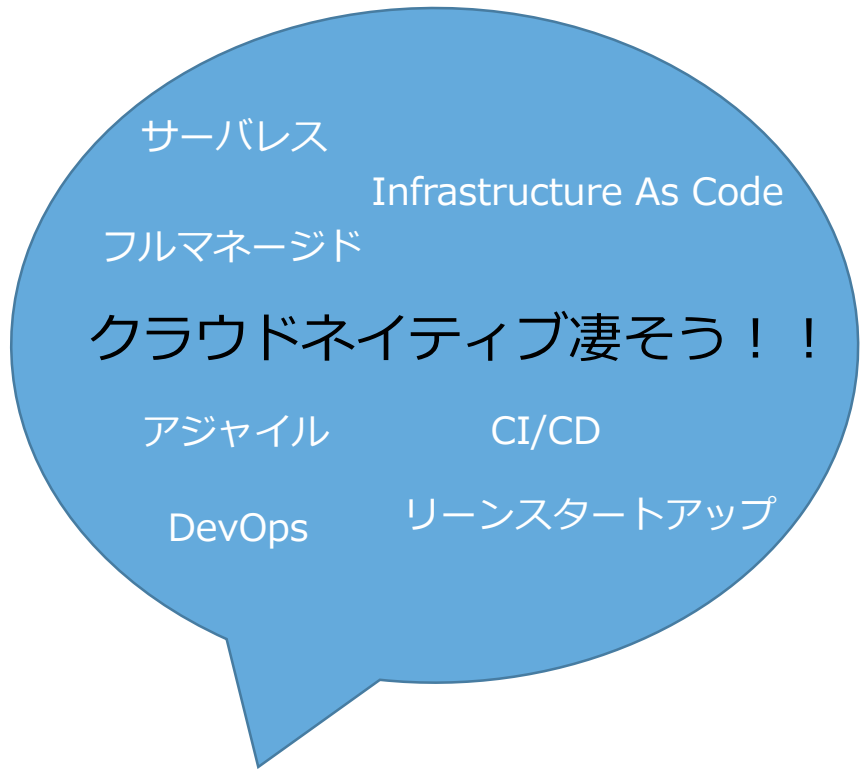 サーバレス
Infrastructure As Code
フルマネージド
クラウドネイティブ凄そう！！
アジャイル
CI/CD
リーンスタートアップ
DevOps